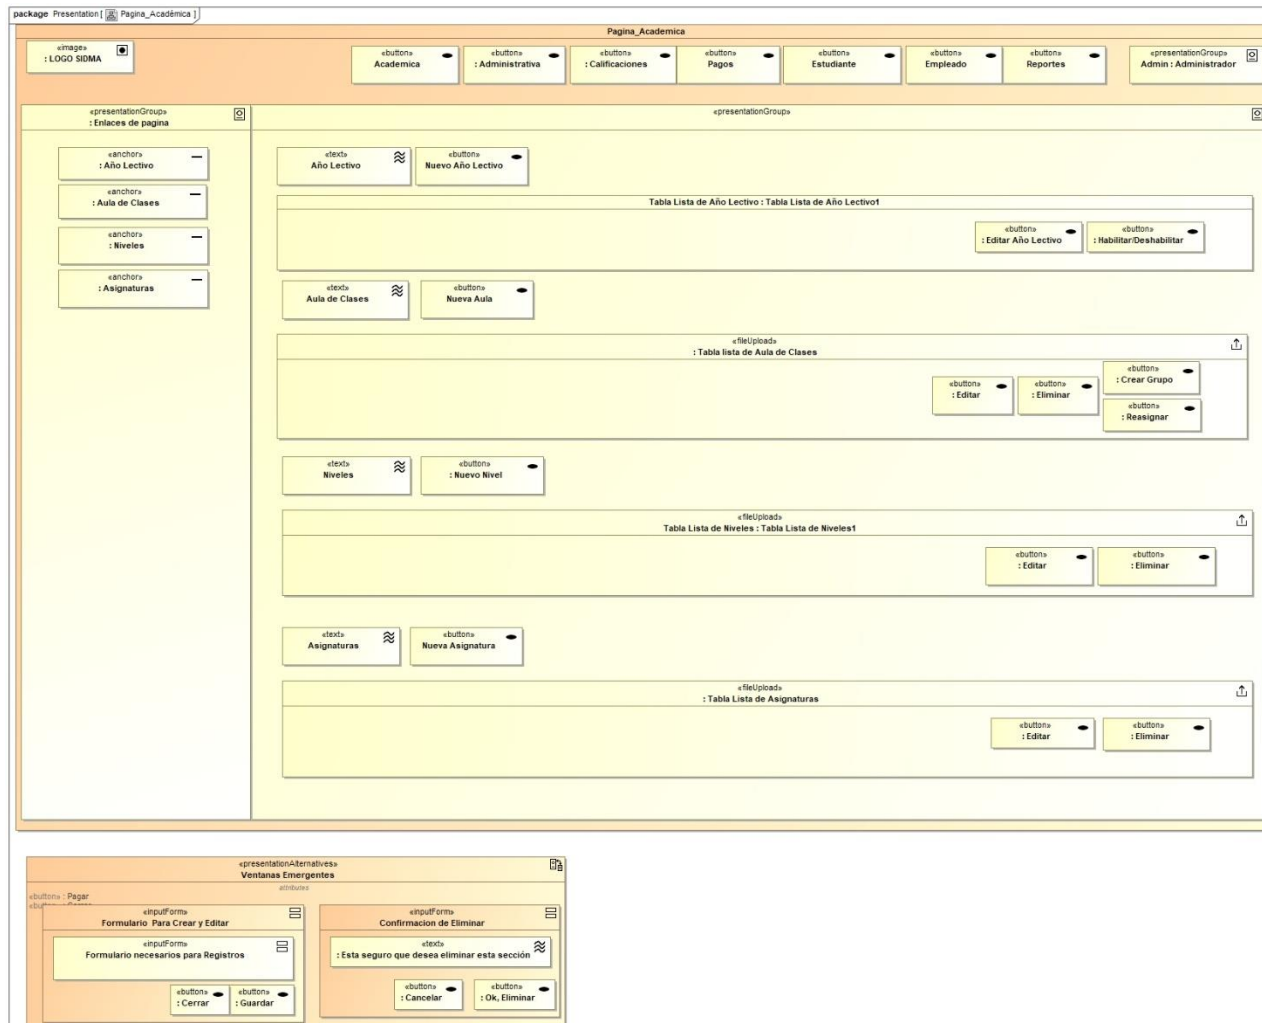 package Presentation [ Pagina_Académica ]
Pagina_Academica
«image»
: LOGO SIDMA
«button»
Academica
«button»
: Administrativa
«button»
: Calificaciones
«button»
Pagos
«button»
Estudiante
«button»
Empleado
«button»
Reportes
«presentationGroup»
Admin : Administrador
«presentationGroup»
: Enlaces de pagina
«anchor»
: Año Lectivo
«anchor»
: Aula de Clases
«anchor»
: Niveles
«anchor»
: Asignaturas
«presentationGroup»
«text»
Año Lectivo
«button»
Nuevo Año Lectivo
Tabla Lista de Año Lectivo : Tabla Lista de Año Lectivo1
«button»
: Editar Año Lectivo
«button»
: Habilitar/Deshabilitar
«text»
Aula de Clases
«button»
Nueva Aula
«fileUpload»
: Tabla lista de Aula de Clases
«button»
: Editar
«button»
: Eliminar
«button»
: Crear Grupo
«button»
: Reasignar
«text»
Niveles
«button»
: Nuevo Nivel
«fileUpload»
Tabla Lista de Niveles : Tabla Lista de Niveles1
«button»
: Editar
«button»
: Eliminar
«text»
Asignaturas
«button»
Nueva Asignatura
«fileUpload»
: Tabla Lista de Asignaturas
«button»
: Editar
«button»
: Eliminar
«presentationAlternatives»
Ventanas Emergentes
attributes
«button» : Pagar
«inputForm»
Formulario Para Crear y Editar
«inputForm»
Formulario necesarios para Registros
«button»
: Cerrar
«button»
: Guardar
«inputForm»
Confirmacion de Eliminar
«text»
: Esta seguro que desea eliminar esta sección
«button»
: Cancelar
«button»
: Ok, Eliminar